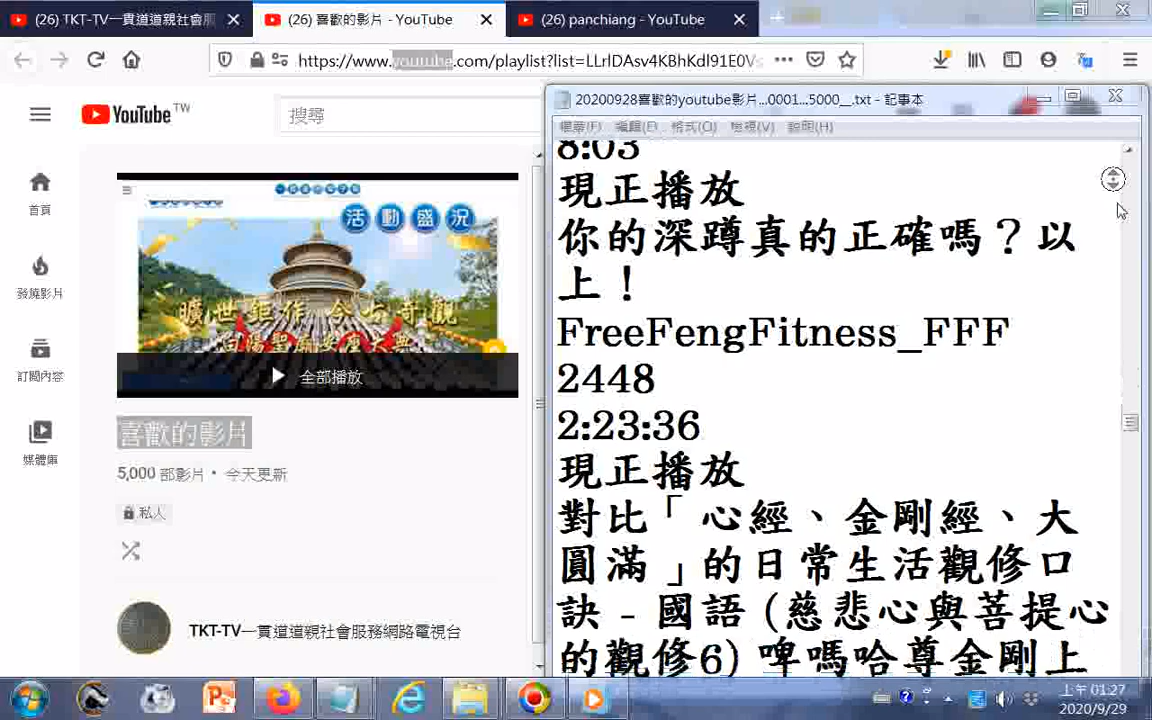 (26) TKT-TV一貫道道親社會服
(26) 喜歡的影片 - YouTube
(26) panchiang - YouTube
https://www.youtube.com/playlist?list=LLrlDAsv4KBhKdl91E0Vs
YouTube TW
搜尋
首頁
發燒影片
訂閱內容
媒體庫
活動盛況
曠世鉅作 今古奇觀
全部播放
喜歡的影片
5,000 部影片 • 今天更新
私人
TKT-TV一貫道道親社會服務網路電視台
20200928喜歡的youtube影片...0001...5000__.txt - 記事本
檔案(F) 編輯(E) 格式(O) 檢視(V) 說明(H)
8:03
現正播放
你的深蹲真的正確嗎？以
上！
FreeFengFitness_FFF
2448
2:23:36
現正播放
對比「心經、金剛經、大
圓滿」的日常生活觀修口
訣 - 國語 (慈悲心與菩提心
的觀修6) 啤嗎哈尊金剛上
上午 01:27
2020/9/29